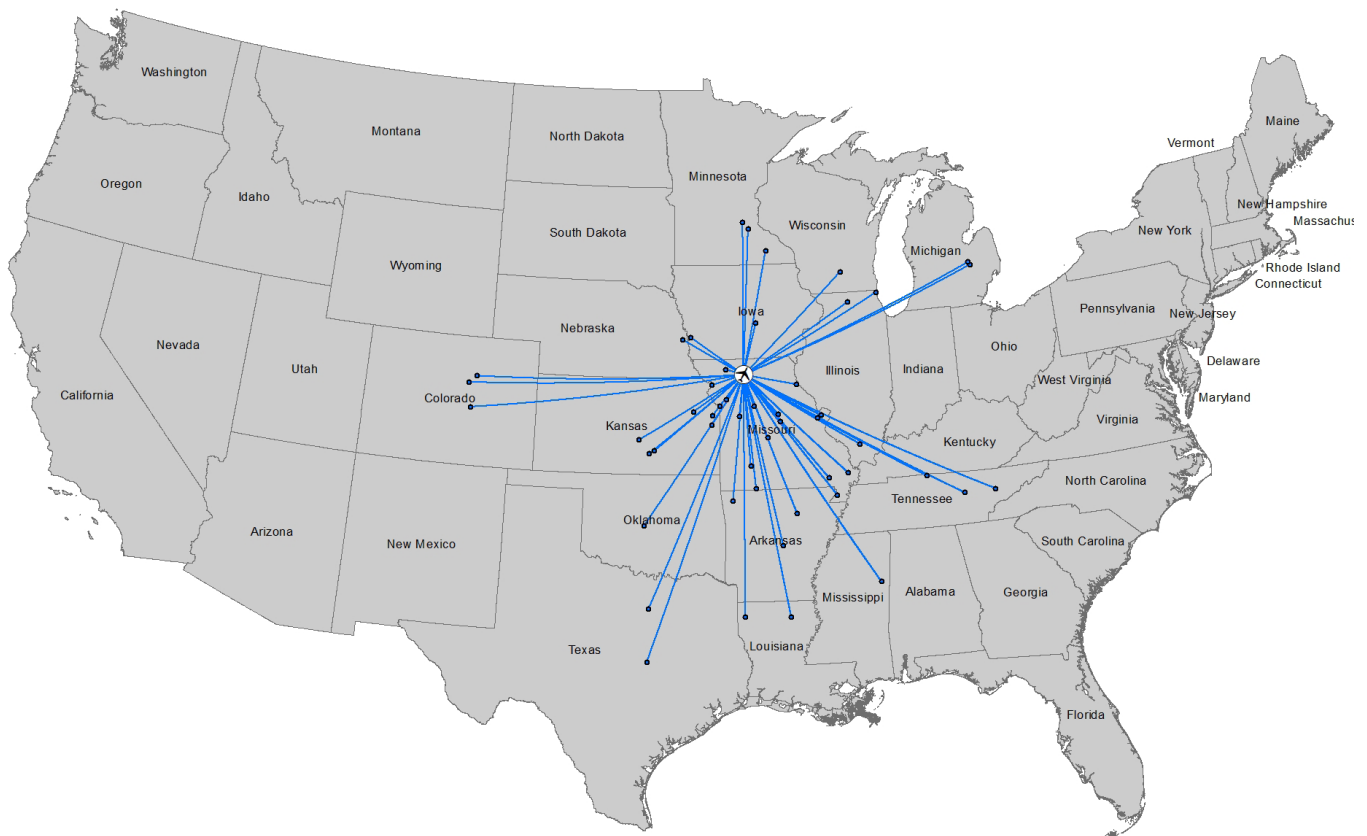 Washington
Montana
North Dakota
Minnesota
Maine
Vermont
Oregon
Idaho
Wisconsin
Michigan
New York
New Hampshire
Massachus
South Dakota
Wyoming
Rhode Island
Connecticut
Iowa
Nebraska
Pennsylvania
New Jersey
Nevada
Utah
Ohio
Delaware
Illinois
Indiana
West Virginia
Maryland
California
Colorado
Kansas
Missouri
Kentucky
Virginia
North Carolina
Tennessee
Oklahoma
Arizona
New Mexico
Arkansas
South Carolina
Mississippi
Alabama
Georgia
Texas
Louisiana
Florida